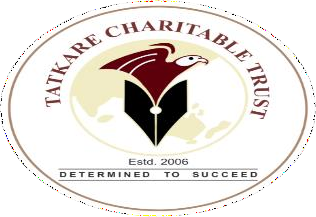 TATKARE CHARITABLE TRUST
Estd. 2006
DETERMINED TO SUCCEED